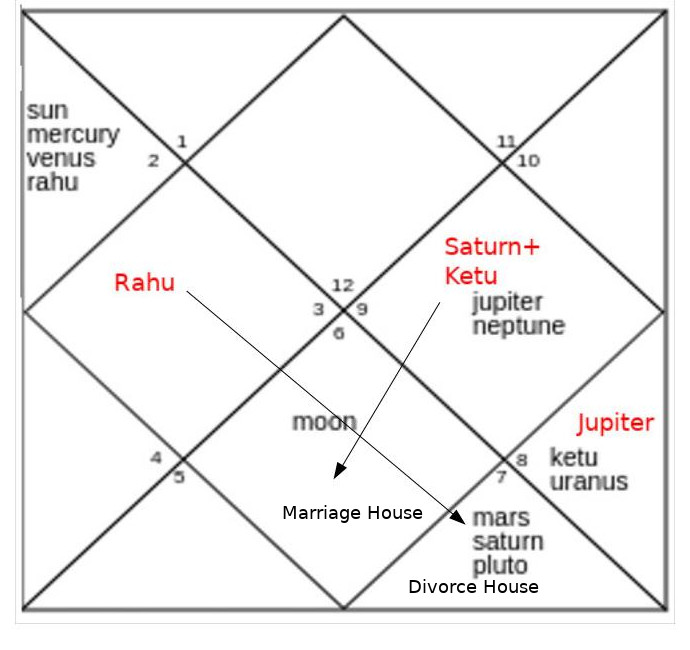 sun
mercury
venus
rahu
1
2
11
10
Rahu
Saturn+
Ketu
jupiter
neptune
12
3
9
6
moon
Jupiter
4
5
8
7
ketu
uranus
Marriage House
mars
saturn
pluto
Divorce House